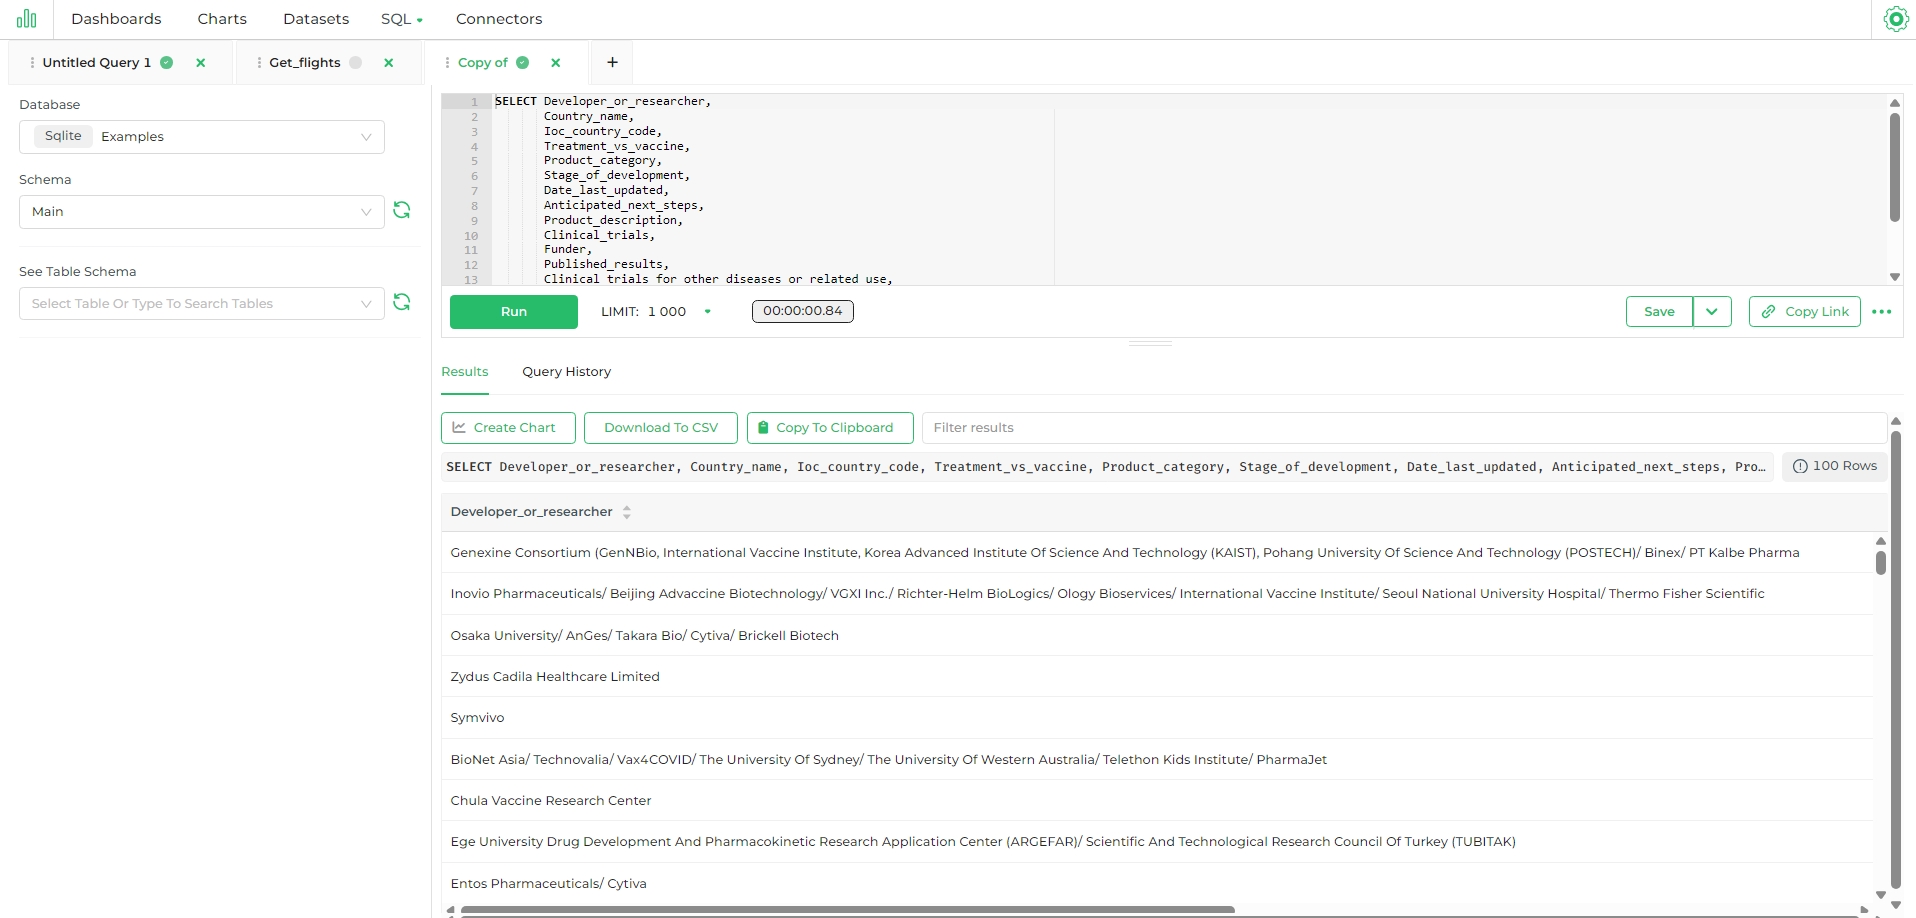 Dashboards Charts Datasets SQL Connectors
Untitled Query 1 Get_flights Copy of +
Database
Sqlite Examples
Schema
Main
See Table Schema
Select Table Or Type To Search Tables
1 SELECT Developer_or_researcher,
2 Country_name,
3 Ioc_country_code,
4 Treatment_vs_vaccine,
5 Product_category,
6 Stage_of_development,
7 Date_last_updated,
8 Anticipated_next_steps,
9 Product_description,
10 Clinical_trials,
11 Funder,
12 Published_results,
13 Clinical trials for other diseases or related use,
Run LIMIT: 1 000 00:00:00.84 Save Copy Link
Results Query History
Create Chart Download To CSV Copy To Clipboard Filter results
SELECT Developer_or_researcher, Country_name, Ioc_country_code, Treatment_vs_vaccine, Product_category, Stage_of_development, Date_last_updated, Anticipated_next_steps, Pro… 100 Rows
Developer_or_researcher
Genexine Consortium (GenNBio, International Vaccine Institute, Korea Advanced Institute Of Science And Technology (KAIST), Pohang University Of Science And Technology (POSTECH)/ Binex/ PT Kalbe Pharma
Inovio Pharmaceuticals/ Beijing Advaccine Biotechnology/ VGXI Inc./ Richter-Helm BioLogics/ Ology Bioservices/ International Vaccine Institute/ Seoul National University Hospital/ Thermo Fisher Scientific
Osaka University/ AnGes/ Takara Bio/ Cytiva/ Brickell Biotech
Zydus Cadila Healthcare Limited
Symvivo
BioNet Asia/ Technovalia/ Vax4COVID/ The University Of Sydney/ The University Of Western Australia/ Telethon Kids Institute/ PharmaJet
Chula Vaccine Research Center
Ege University Drug Development And Pharmacokinetic Research Application Center (ARGEFAR)/ Scientific And Technological Research Council Of Turkey (TUBITAK)
Entos Pharmaceuticals/ Cytiva